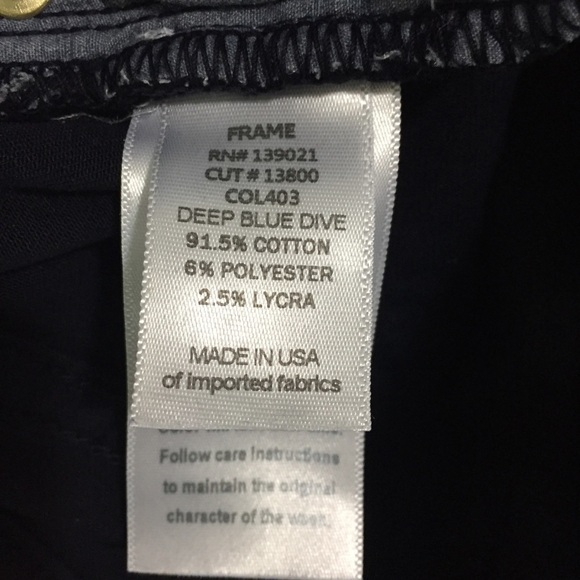 FRAME
RN# 139021
CUT # 13800
COL403
DEEP BLUE DIVE
91.5% COTTON
6% POLYESTER
2.5% LYCRA
MADE IN USA
of imported fabrics
Follow care instructions
to maintain the original
character of the wash.